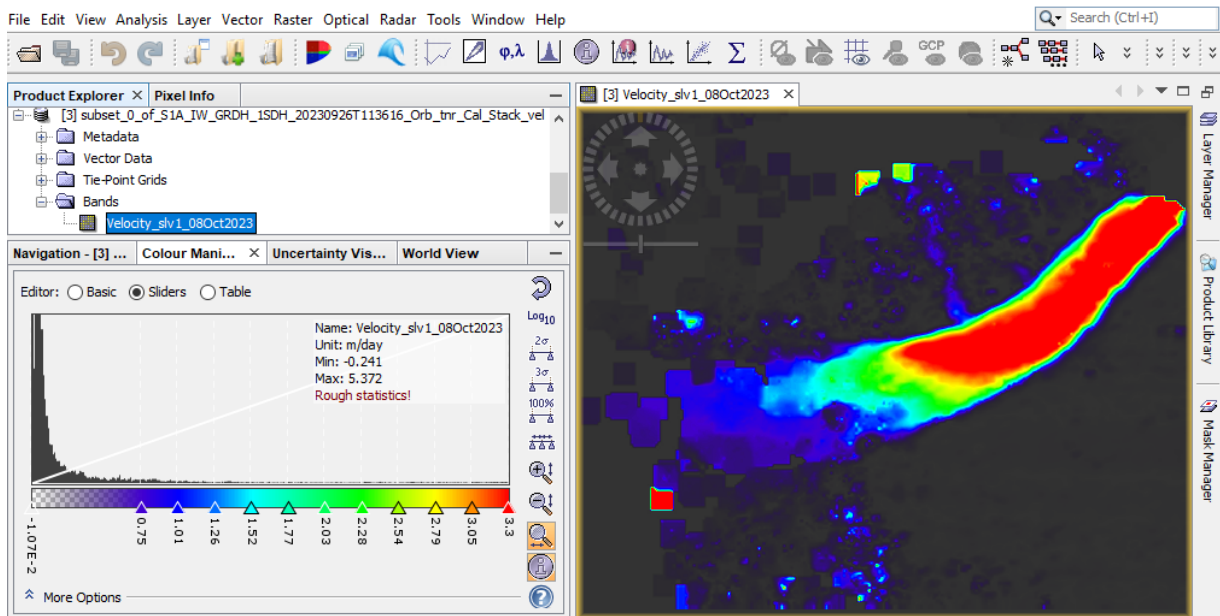 File Edit View Analysis Layer Vector Raster Optical Radar Tools Window Help
Search (Ctrl+I)
φ,λ
Σ
GCP
Product Explorer × Pixel Info
[3] Velocity_slv1_08Oct2023 ×
[3] subset_0_of_S1A_IW_GRDH_1SDH_20230926T113616_Orb_tnr_Cal_Stack_vel
Metadata
Vector Data
Tie-Point Grids
Bands
Velocity_slv1_08Oct2023
Navigation - [3] ... Colour Mani... × Uncertainty Vis... World View
Editor: Basic Sliders Table
Name: Velocity_slv1_08Oct2023
Unit: m/day
Min: -0.241
Max: 5.372
Rough statistics!
Log10
2σ
3σ
100%
-1.07E-2 0.75 1.01 1.26 1.52 1.77 2.03 2.28 2.54 2.79 3.05 3.3
More Options
Layer Manager
Product Library
Mask Manager